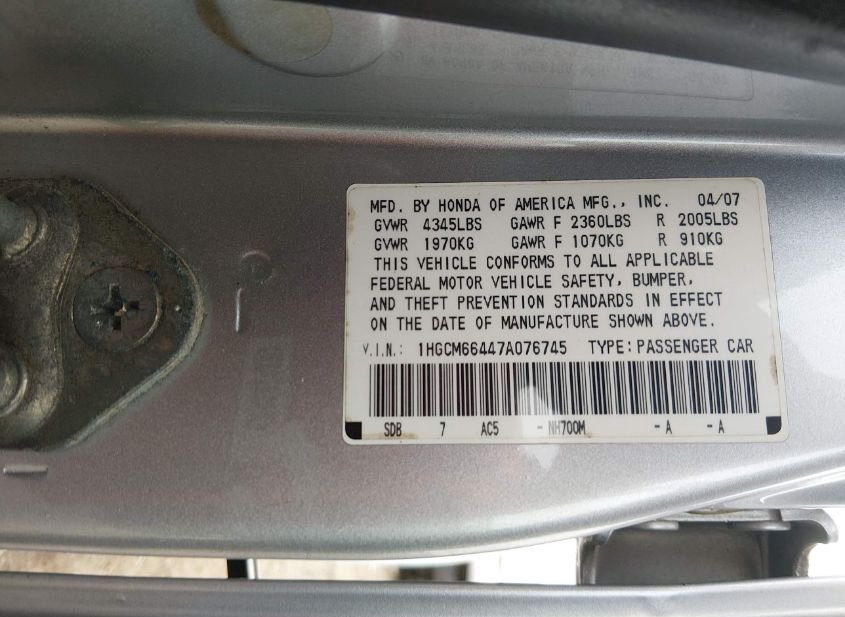 MFD. BY HONDA OF AMERICA MFG., INC. 04/07
GVWR 4345LBS GAWR F 2360LBS R 2005LBS
GVWR 1970KG GAWR F 1070KG R 910KG
THIS VEHICLE CONFORMS TO ALL APPLICABLE
FEDERAL MOTOR VEHICLE SAFETY, BUMPER,
AND THEFT PREVENTION STANDARDS IN EFFECT
ON THE DATE OF MANUFACTURE SHOWN ABOVE.
V.I.N.: 1HGCM66447A076745 TYPE: PASSENGER CAR
SDB 7 AC5 - NH700M - A - A